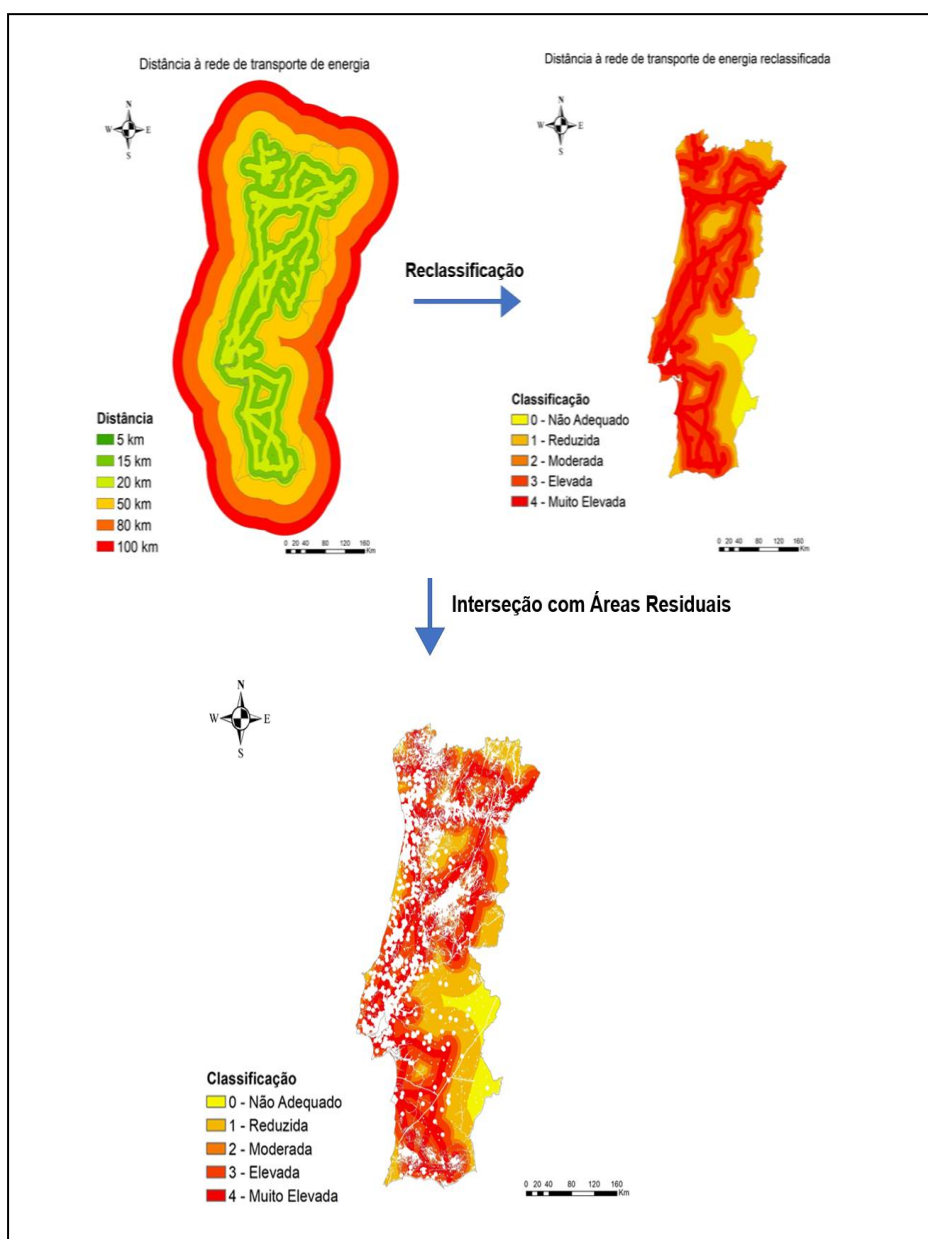 Distância à rede de transporte de energia
N
W E
S
Distância
5 km
15 km
20 km
50 km
80 km
100 km
0 20 40 80 120 160
Km
Reclassificação
Distância à rede de transporte de energia reclassificada
N
W E
S
Classificação
0 - Não Adequado
1 - Reduzida
2 - Moderada
3 - Elevada
4 - Muito Elevada
0 20 40 80 120 160
Km
Interseção com Áreas Residuais
N
W E
S
Classificação
0 - Não Adequado
1 - Reduzida
2 - Moderada
3 - Elevada
4 - Muito Elevada
0 20 40 80 120 160
Km